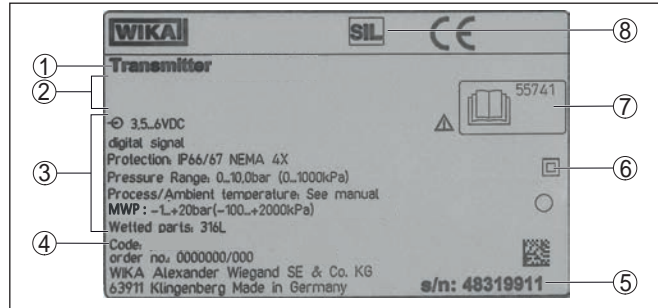 WIKA
SIL
CE
8
1
Transmitter
2
55741
7
3,5...6VDC
digital signal
Protection: IP66/67 NEMA 4X
Pressure Range: 0...10,0bar (0...1000kPa)
6
3
Process/Ambient temperature: See manual
MWP : -1...+20bar(-100...+2000kPa)
Wetted parts: 316L
4
Code:
order no.: 0000000/000
WIKA Alexander Wiegand SE & Co. KG
63911 Klingenberg Made in Germany
s/n: 48319911
5